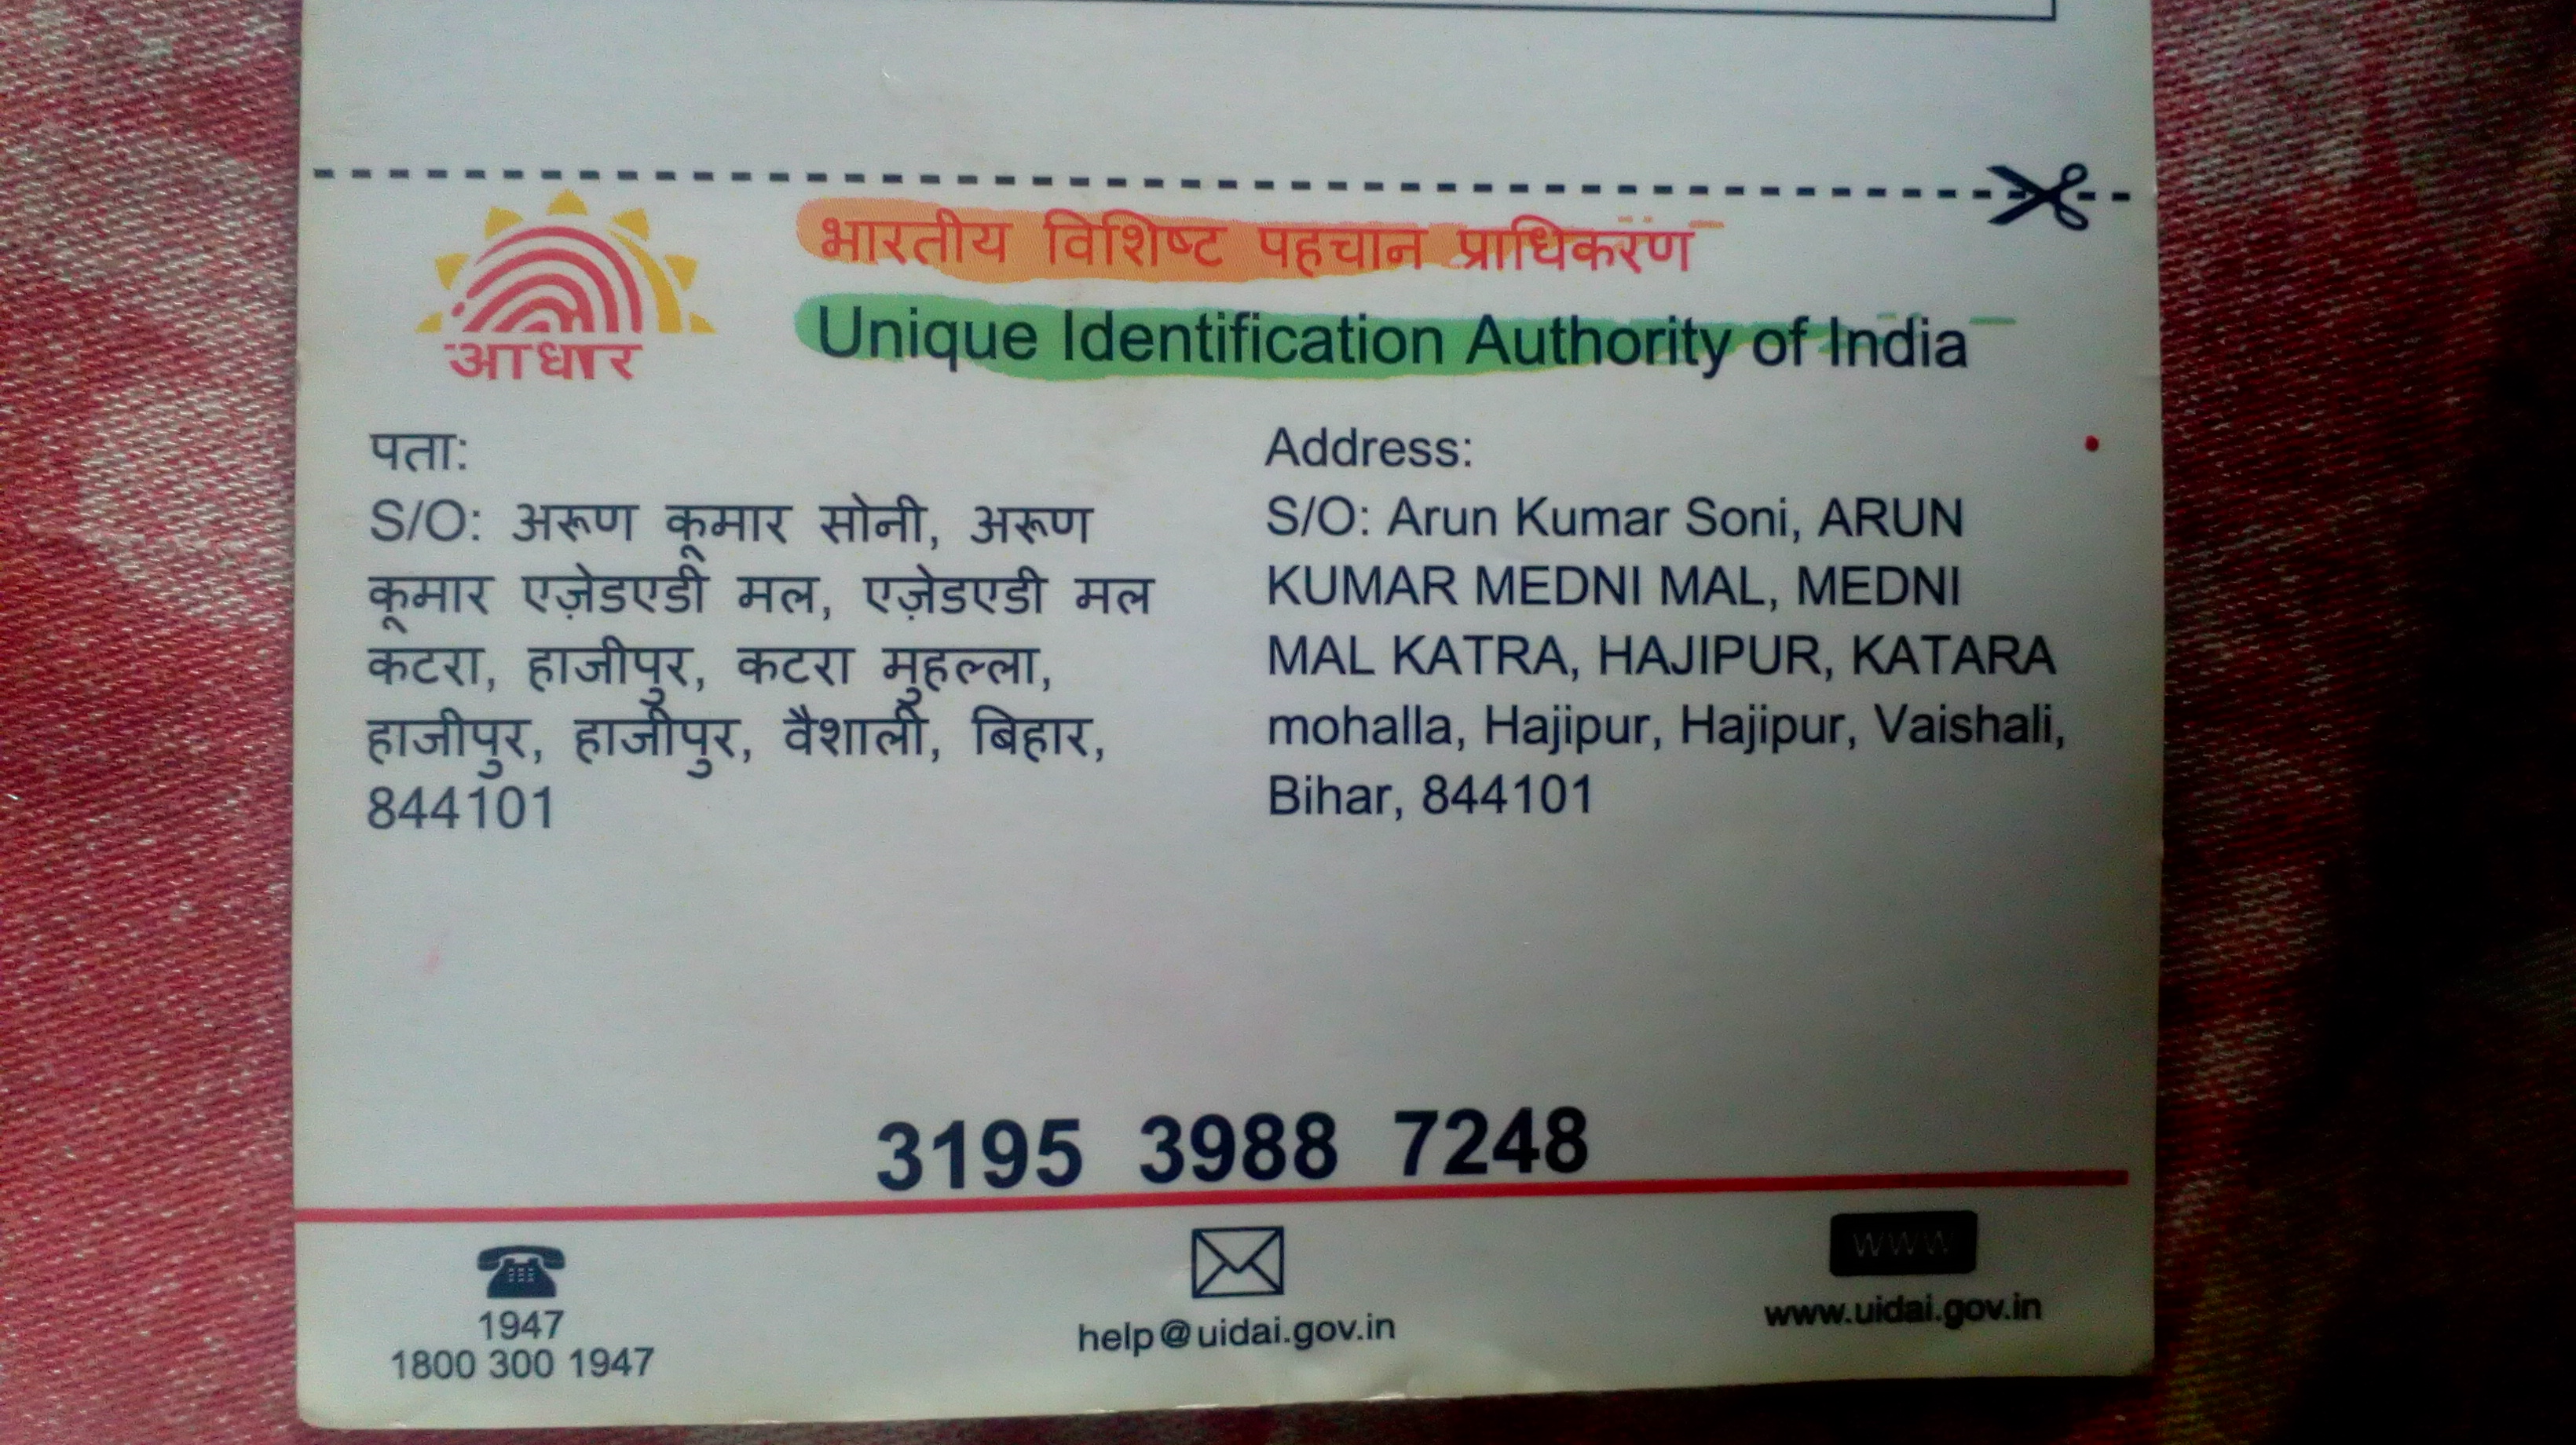 भारतीय विशिष्ट पहचान प्राधिकरण
Unique Identification Authority of India
आधार
पता:
S/O: अरूण कूमार सोनी, अरूण
कूमार एज़ेडएडी मल, एज़ेडएडी मल
कटरा, हाजीपुर, कटरा मुहल्ला,
हाजीपुर, हाजीपुर, वैशाली, बिहार,
844101
Address:
S/O: Arun Kumar Soni, ARUN
KUMAR MEDNI MAL, MEDNI
MAL KATRA, HAJIPUR, KATARA
mohalla, Hajipur, Hajipur, Vaishali,
Bihar, 844101
3195 3988 7248
1947
1800 300 1947
help@uidai.gov.in
www
www.uidai.gov.in